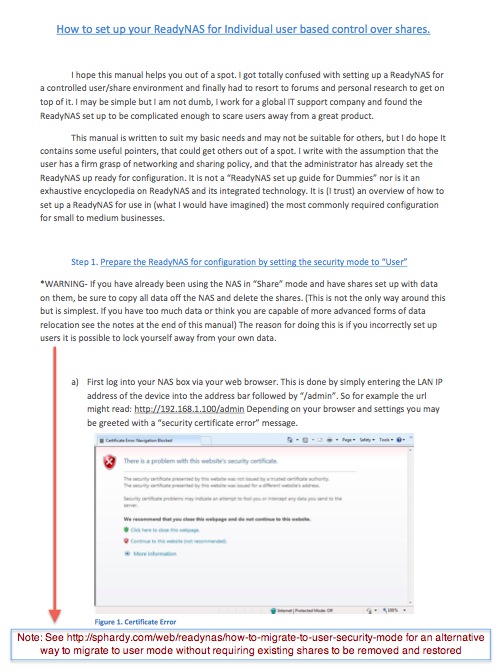 How to set up your ReadyNAS for Individual user based control over shares.
I hope this manual helps you out of a spot. I got totally confused with setting up a ReadyNAS for
a controlled user/share environment and finally had to resort to forums and personal research to get on
top of it. I may be simple but I am not dumb, I work for a global IT support company and found the
ReadyNAS set up to be complicated enough to scare users away from a great product.
This manual is written to suit my basic needs and may not be suitable for others, but I do hope It
contains some useful pointers, that could get others out of a spot. I write with the assumption that the
user has a firm grasp of networking and sharing policy, and that the administrator has already set the
ReadyNAS up ready for configuration. It is not a “ReadyNAS set up guide for Dummies” nor is it an
exhaustive encyclopedia on ReadyNAS and its integrated technology. It is (I trust) an overview of how to
set up a ReadyNAS for use in (what I would have imagined) the most commonly required configuration
for small to medium businesses.
Step 1. Prepare the ReadyNAS for configuration by setting the security mode to “User”
*WARNING- If you have already been using the NAS in “Share” mode and have shares set up with data
on them, be sure to copy all data off the NAS and delete the shares. (This is not the only way around this
but is simplest. If you have too much data or think you are capable of more advanced forms of data
relocation see the notes at the end of this manual) The reason for doing this is if you incorrectly set up
users it is possible to lock yourself away from your own data.
a) First log into your NAS box via your web browser. This is done by simply entering the LAN IP
address of the device into the address bar followed by “/admin”. So for example the url
might read: http://192.168.1.100/admin Depending on your browser and settings you may
be greeted with a “security certificate error” message.
Certificate Error: Navigation Blocked Page Safety Tools
There is a problem with this website's security certificate.
The security certificate presented by this website was not issued by a trusted certificate authority.
The security certificate presented by this website was issued for a different website's address.
Security certificate problems may indicate an attempt to fool you or intercept any data you send to the
server.
We recommend that you close this webpage and do not continue to this website.
Click here to close this webpage.
Continue to this website (not recommended).
More information
Internet | Protected Mode: Off 100%
Figure 1. Certificate Error
Note: See http://sphardy.com/web/readynas/how-to-migrate-to-user-security-mode for an alternative
way to migrate to user mode without requiring existing shares to be removed and restored